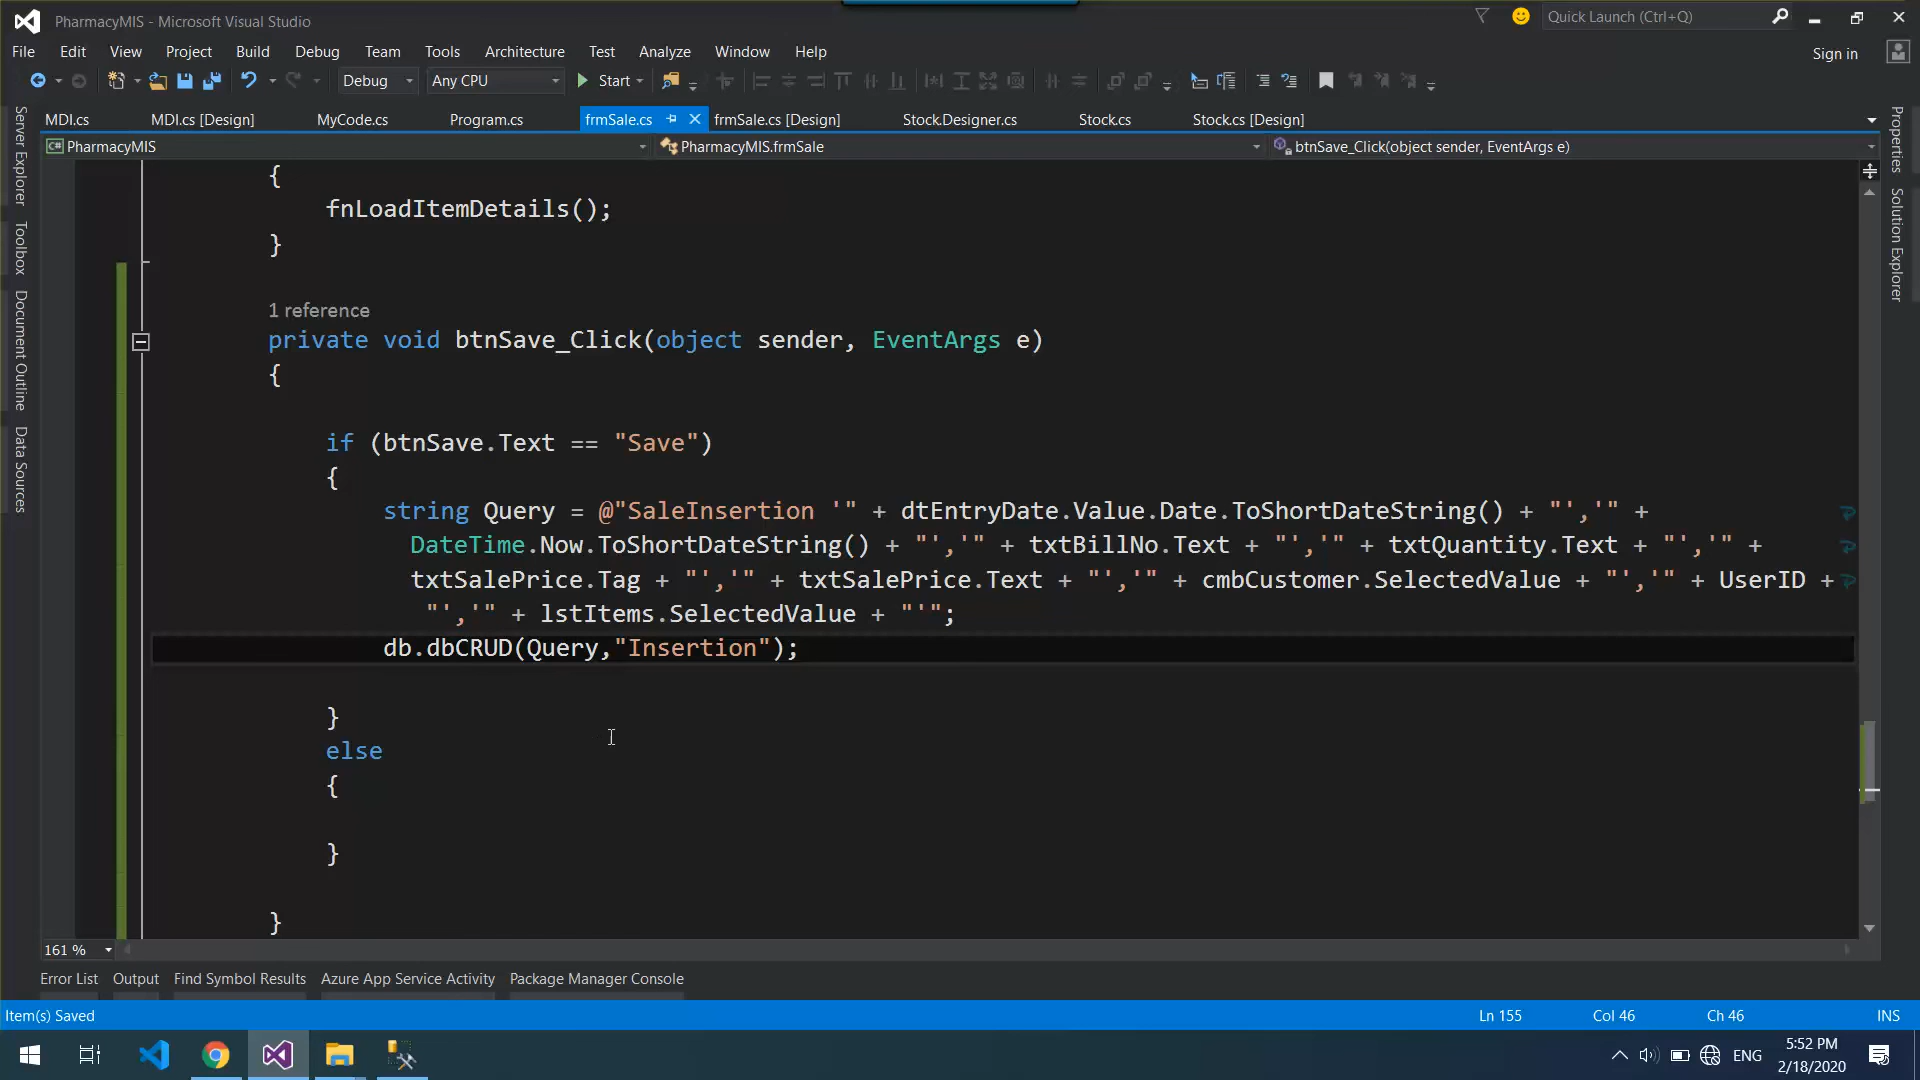 PharmacyMIS - Microsoft Visual Studio
Quick Launch (Ctrl+Q)
File Edit View Project Build Debug Team Tools Architecture Test Analyze Window Help
Sign in
Debug Any CPU Start
MDI.cs MDI.cs [Design] MyCode.cs Program.cs frmSale.cs frmSale.cs [Design] Stock.Designer.cs Stock.cs Stock.cs [Design]
C# PharmacyMIS PharmacyMIS.frmSale btnSave_Click(object sender, EventArgs e)
Server Explorer
Toolbox
Document Outline
Data Sources
Properties
Solution Explorer
{
fnLoadItemDetails();
}
1 reference
private void btnSave_Click(object sender, EventArgs e)
{
if (btnSave.Text == "Save")
{
string Query = @"SaleInsertion '" + dtEntryDate.Value.Date.ToShortDateString() + "','" +
DateTime.Now.ToShortDateString() + "','" + txtBillNo.Text + "','" + txtQuantity.Text + "','" +
txtSalePrice.Tag + "','" + txtSalePrice.Text + "','" + cmbCustomer.SelectedValue + "','" + UserID +
"','" + lstItems.SelectedValue + "'";
db.dbCRUD(Query,"Insertion");
}
else
{
}
}
161 %
Error List Output Find Symbol Results Azure App Service Activity Package Manager Console
Item(s) Saved Ln 155 Col 46 Ch 46 INS
ENG
5:52 PM
2/18/2020